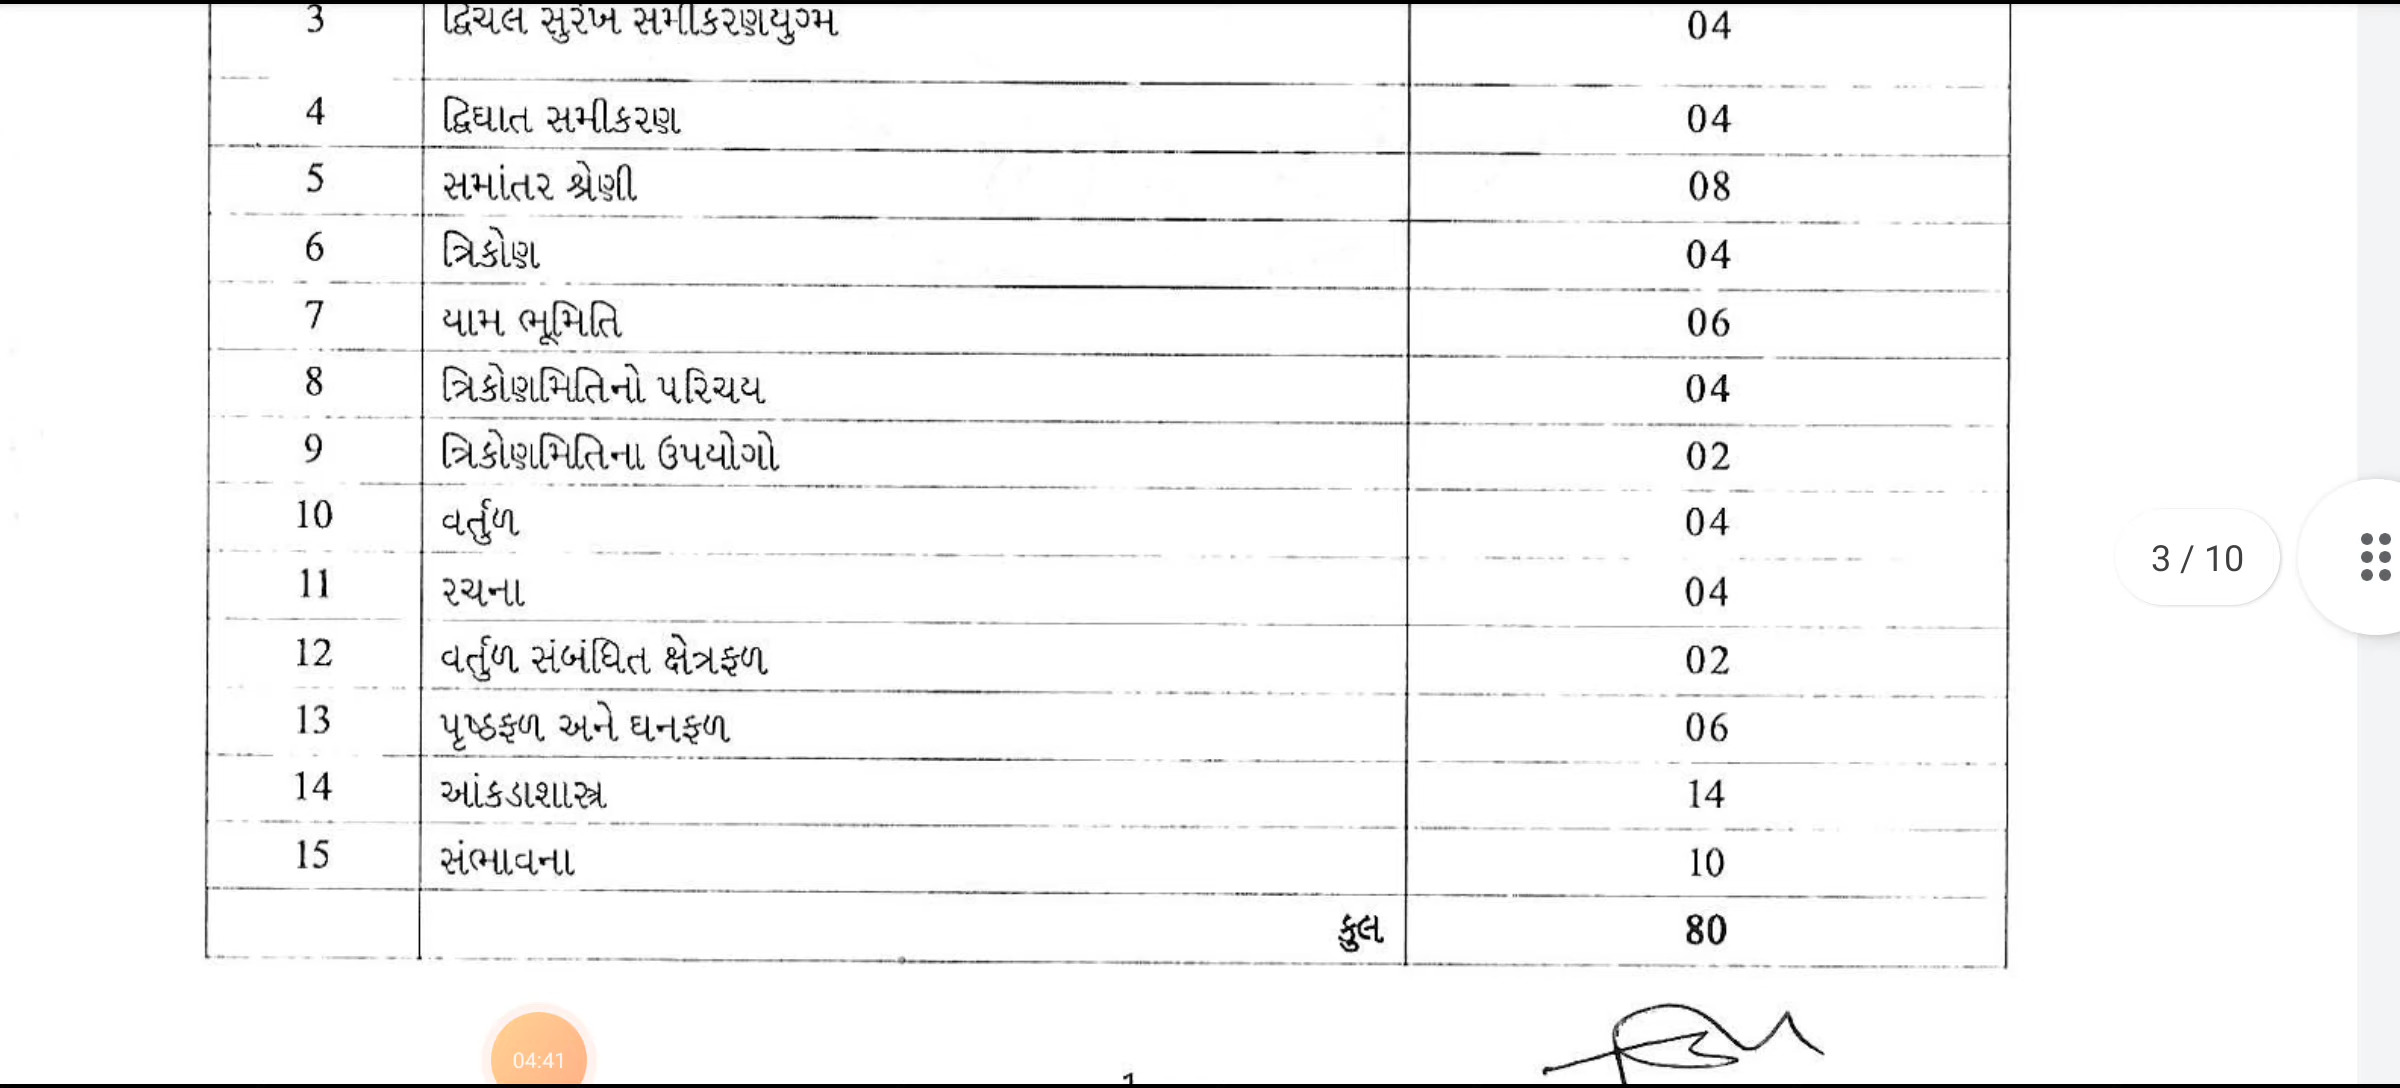 3 દ્વિચલ સુરેખ સમીકરણયુગ્મ 04
4 દ્વિઘાત સમીકરણ 04
5 સમાંતર શ્રેણી 08
6 ત્રિકોણ 04
7 યામ ભૂમિતિ 06
8 ત્રિકોણમિતિનો પરિચય 04
9 ત્રિકોણમિતિના ઉપયોગો 02
10 વર્તુળ 04
3 / 10
11 રચના 04
12 વર્તુળ સંબંધિત ક્ષેત્રફળ 02
13 પૃષ્ઠફળ અને ઘનફળ 06
14 આંકડાશાસ્ત્ર 14
15 સંભાવના 10
કુલ 80
04:41
1